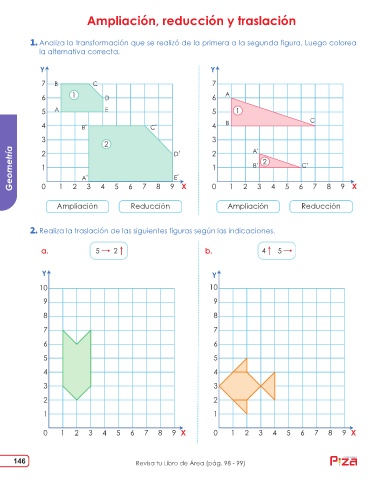 Ampliación, reducción y traslación
1. Analiza la transformación que se realizó de la primera a la segunda figura. Luego colorea
la alternativa correcta.
Y
7
6
5
4
3
2
1
0 1 2 3 4 5 6 7 8 9 X
B C
1
D
A E
B' C'
2
D'
A' E'
Y
7
6
5
4
3
2
1
0 1 2 3 4 5 6 7 8 9 X
A
1
B C
A'
2
B' C'
Ampliación Reducción Ampliación Reducción
2. Realiza la traslación de las siguientes figuras según las indicaciones.
a. 5 → 2 ↑ b. 4 ↑ 5 →
Y
10
9
8
7
6
5
4
3
2
1
0 1 2 3 4 5 6 7 8 9 X
Y
10
9
8
7
6
5
4
3
2
1
0 1 2 3 4 5 6 7 8 9 X
Geometría
146
Revisa tu Libro de Área (pág. 98 - 99)